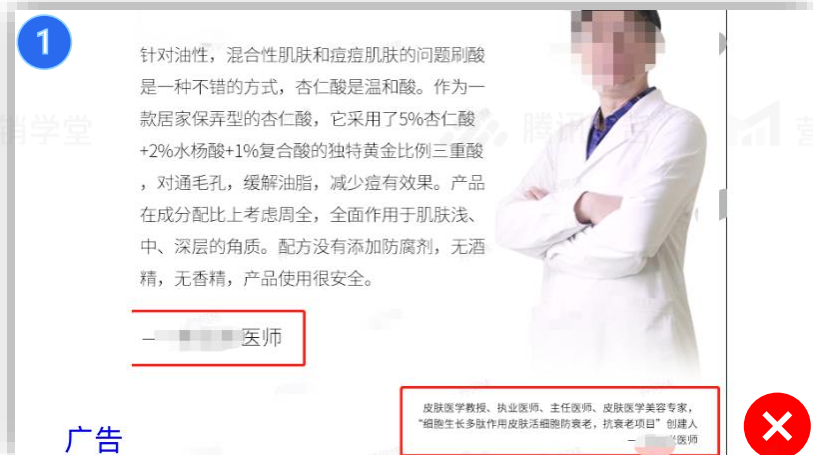 1
针对油性，混合性肌肤和痘痘肌肤的问题刷酸
是一种不错的方式，杏仁酸是温和酸。作为一
款居家保弄型的杏仁酸，它采用了5%杏仁酸
+2%水杨酸+1%复合酸的独特黄金比例三重酸
，对通毛孔，缓解油脂，减少痘有效果。产品
在成分配比上考虑周全，全面作用于肌肤浅、
中、深层的角质。配方没有添加防腐剂，无酒
精，无香精，产品使用很安全。
— 医师
皮肤医学教授、执业医师、主任医师、皮肤医学美容专家，
“细胞生长多肽作用皮肤活细胞防衰老，抗衰老项目”创建人
— 医师
广告
销学堂
腾讯
营